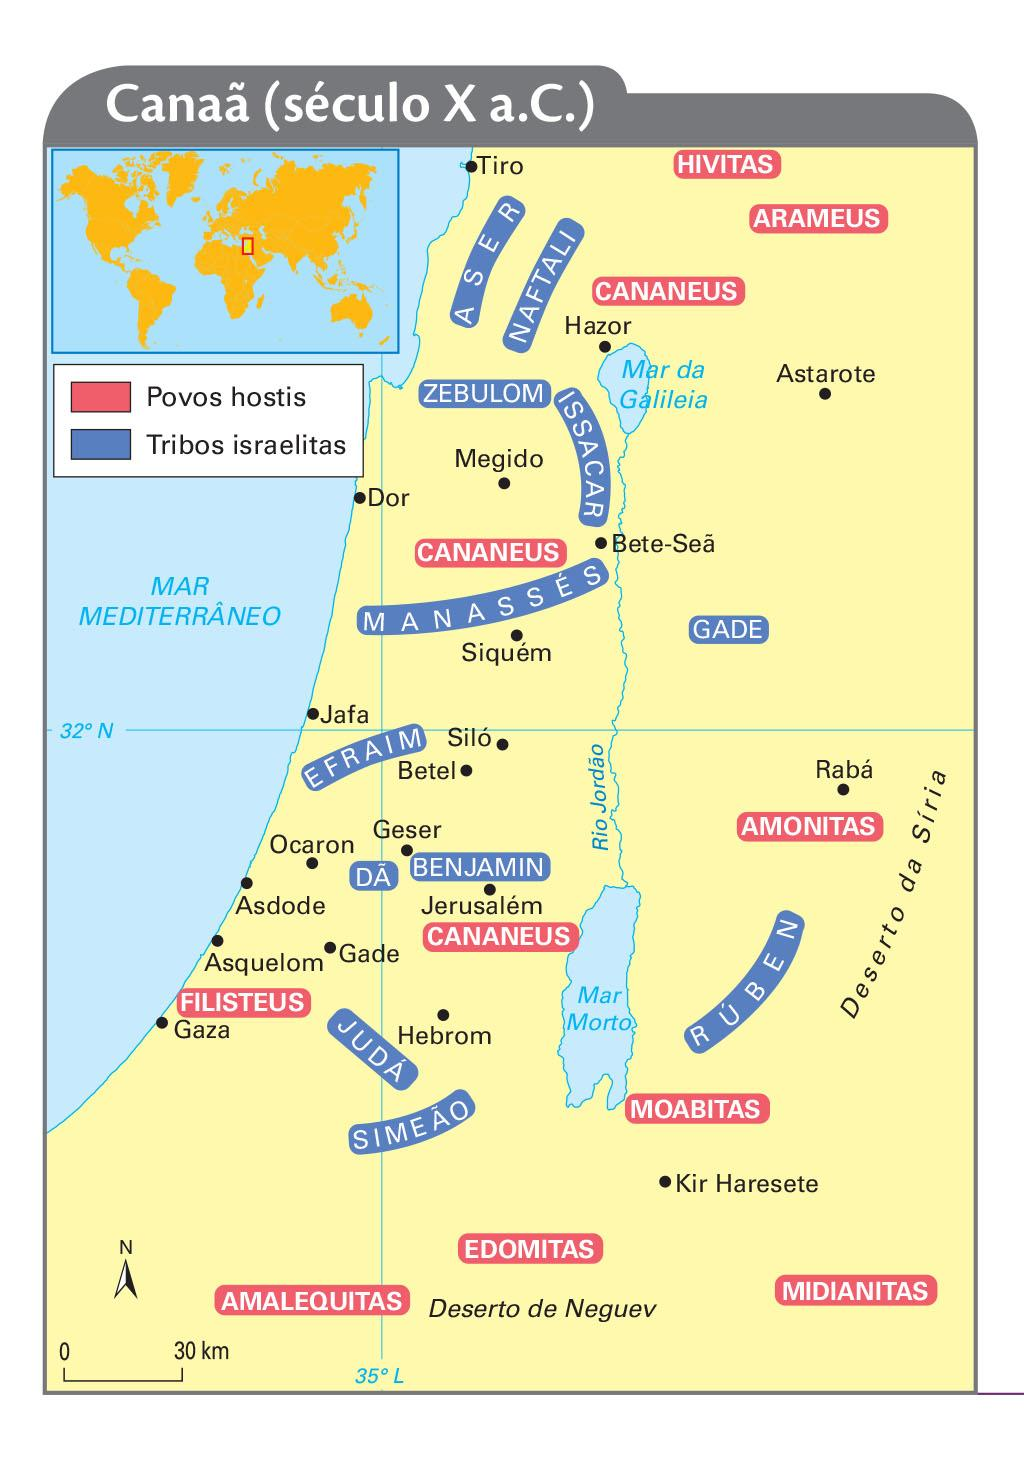 Canaã (século X a.C.)
Tiro
HIVITAS
ARAMEUS
ASER
NAFTALI
CANANEUS
Hazor
Mar da
Galileia
Astarote
Povos hostis
Tribos israelitas
ZEBULOM
ISSACAR
Megido
Dor
Bete-Seã
CANANEUS
MAR
MEDITERRÂNEO
MANASSÉS
Siquém
GADE
Jafa
32º N
EFRAIM
Siló
Betel
Rio Jordão
Rabá
AMONITAS
Deserto da Síria
Geser
Ocaron
DÃ
BENJAMIN
Asdode
Jerusalém
CANANEUS
Asquelom
Gade
RÚBEN
FILISTEUS
Gaza
Mar
Morto
JUDÁ
Hebrom
SIMEÃO
MOABITAS
Kir Haresete
N
EDOMITAS
MIDIANITAS
AMALEQUITAS
Deserto de Neguev
0 30 km
35º L